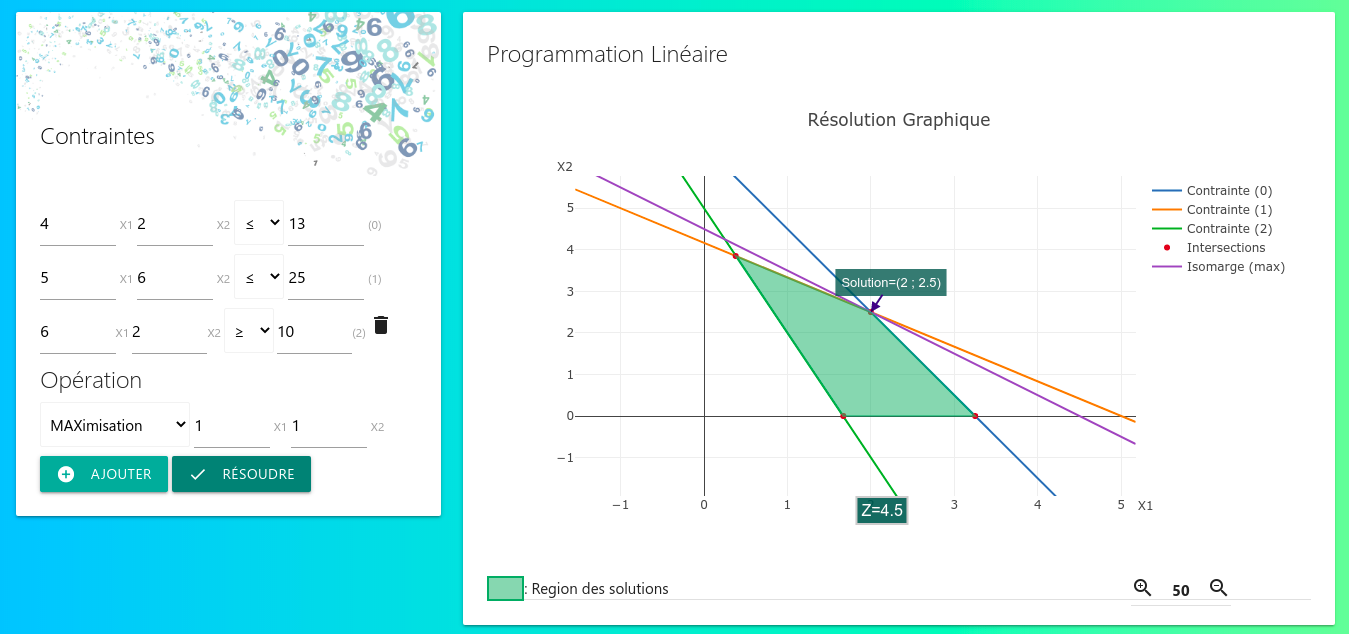 Contraintes
4 X1 2 X2 ≤ 13 (0)
5 X1 6 X2 ≤ 25 (1)
6 X1 2 X2 ≥ 10 (2)
Opération
MAXimisation 1 X1 1 X2
AJOUTER RÉSOUDRE
Programmation Linéaire
Résolution Graphique
X2
5
4
3
2
1
0
−1
Solution=(2 ; 2.5)
−1 0 1 3 4 5 X1
Z=4.5
Contrainte (0)
Contrainte (1)
Contrainte (2)
Intersections
Isomarge (max)
: Region des solutions
50